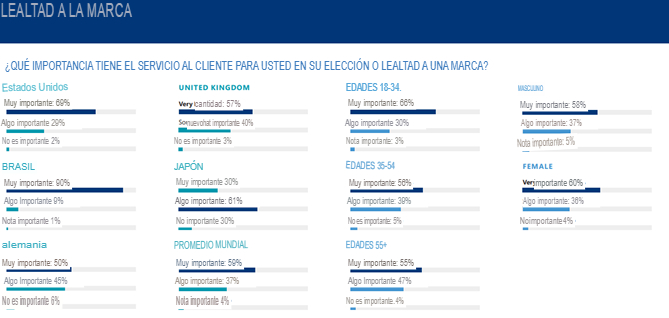 LEALTAD A LA MARCA
¿QUÉ IMPORTANCIA TIENE EL SERVICIO AL CLIENTE PARA USTED EN SU ELECCIÓN O LEALTAD A UNA MARCA?
Estados Unidos
Muy importante: 69%
Algo importante 29%
No es importante 2%
UNITED KINGDOM
Very cantidad: 57%
importante 40%
No es importante 3%
EDADES 18-34.
Muy importante: 66%
Algo importante 30%
Nota importante: 3%
MASCULINO
Muy importante: 58%
Algo importante: 37%
Nota importante: 5%
BRASIL
Muy importante: 90%
Algo Importante 9%
Nota importante 1%
JAPÓN
Muy importante 30%
Algo importante: 61%
No importante 30%
EDADES 35-54
Muy importante: 56%
Algo importante: 39%
No es importante: 5%
FEMALE
Very importante 60%
Algo importante: 36%
No importante 4%
alemania
Muy importante: 50%
Algo Importante 45%
No es importante 6%
PROMEDIO MUNDIAL
Muy importante: 59%
Algo importante: 37%
Nota importante 4%
EDADES 55+
Muy importante: 55%
Algo Importante 47%
No es importante. 4%